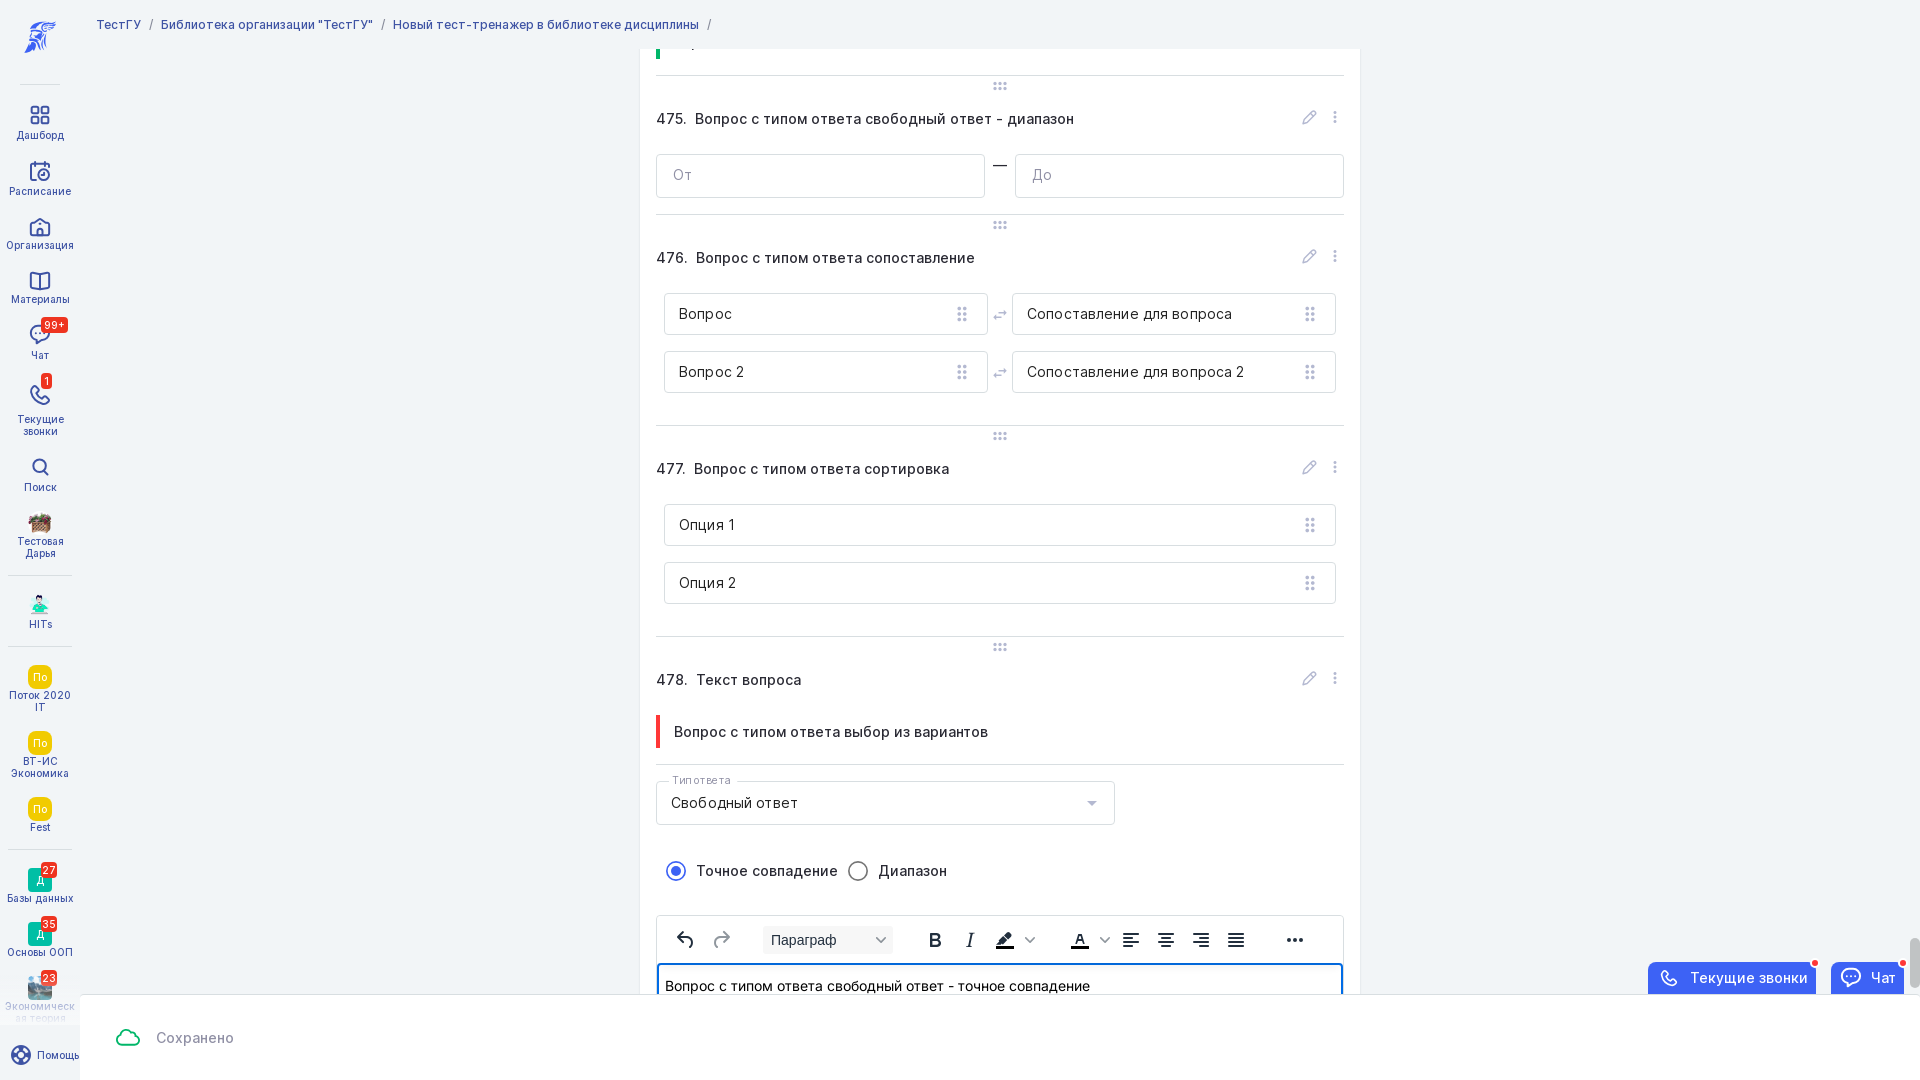 ТестГУ / Библиотека организации "ТестГУ" / Новый тест-тренажер в библиотеке дисциплины /
Дашборд
Расписание
Организация
Материалы
99+
Чат
1
Текущие
звонки
Поиск
Тестовая
Дарья
HITs
По
Поток 2020
IT
По
ВТ-ИС
Экономика
По
Fest
27
Д
Базы данных
35
Д
Основы ООП
23
Экономическ
ая теория
Помощь
475. Вопрос с типом ответа свободный ответ - диапазон
От — До
476. Вопрос с типом ответа сопоставление
Вопрос Сопоставление для вопроса
Вопрос 2 Сопоставление для вопроса 2
477. Вопрос с типом ответа сортировка
Опция 1
Опция 2
478. Текст вопроса
Вопрос с типом ответа выбор из вариантов
Тип ответа
Свободный ответ
Точное совпадение Диапазон
Параграф
Вопрос с типом ответа свободный ответ - точное совпадение
Текущие звонки Чат
Сохранено